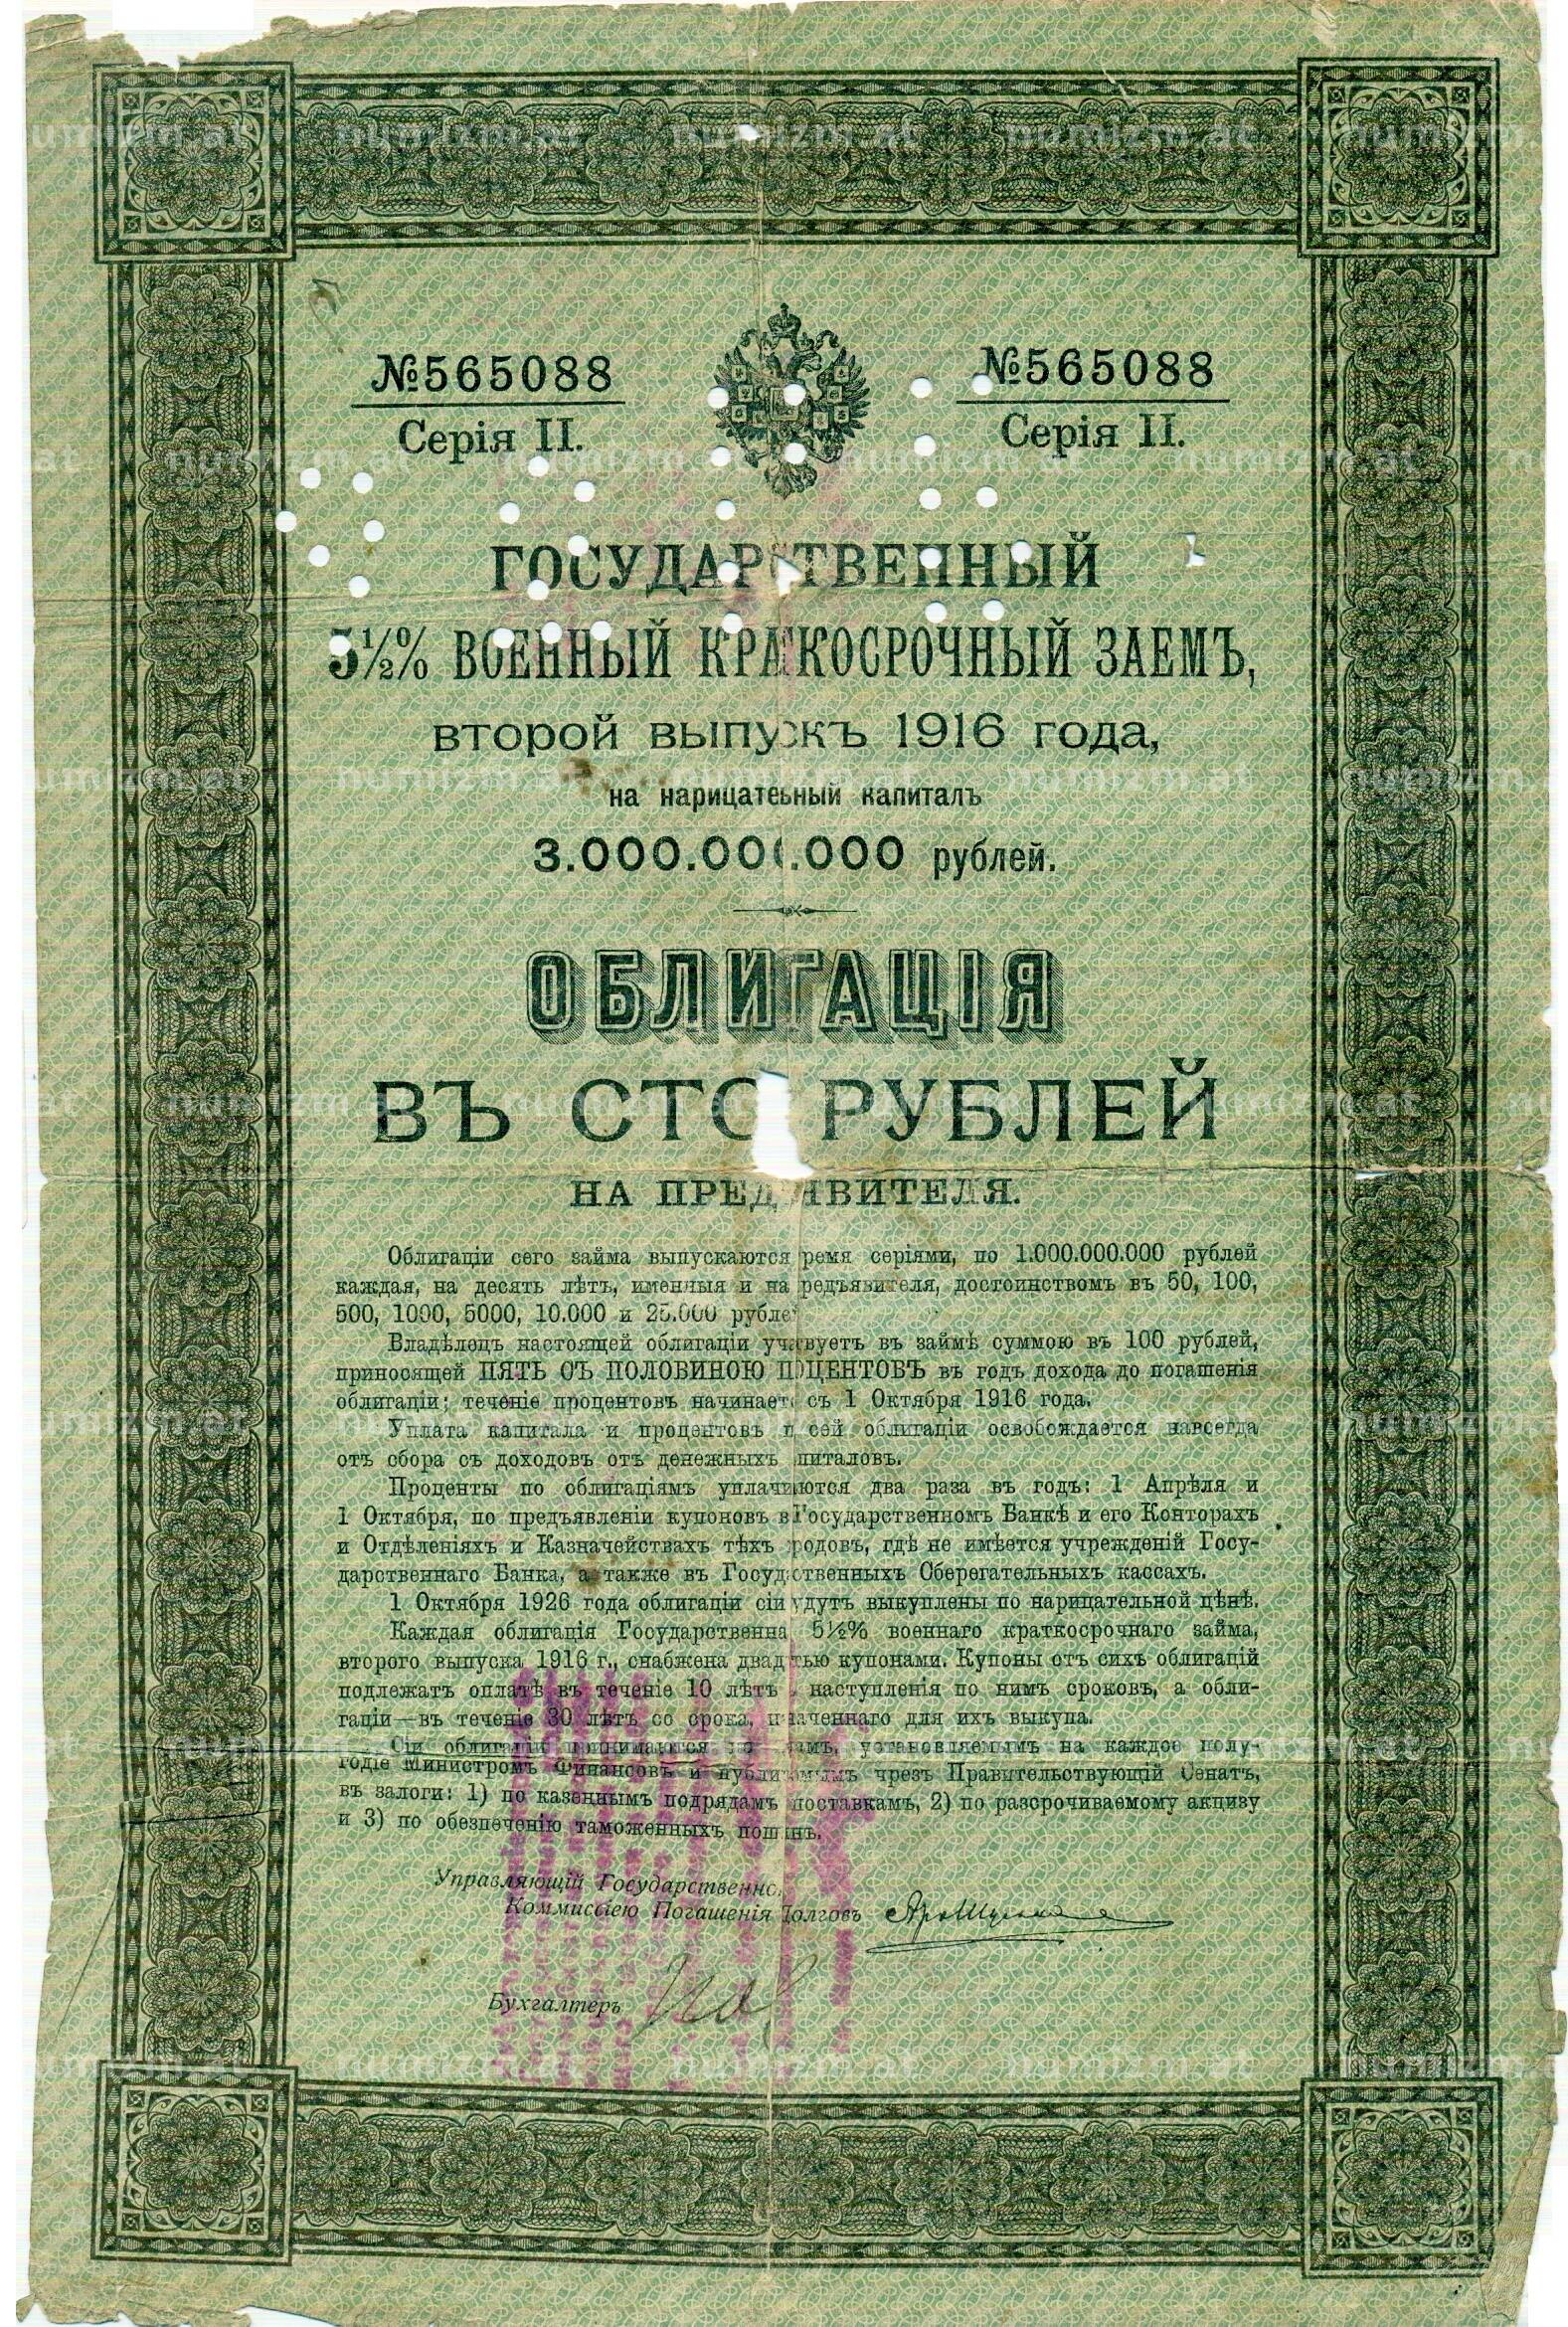 №565088 №565088
Серія II. Серія II.
ГОСУДАРСТВЕННЫЙ
5½% ВОЕННЫЙ КРАТКОСРОЧНЫЙ ЗАЕМЪ,
второй выпускъ 1916 года,
на нарицательный капиталъ
3.000.000.000 рублей.
ОБЛИГАЦІЯ
ВЪ СТО РУБЛЕЙ
НА ПРЕДЪЯВИТЕЛЯ.
Облигаціи сего займа выпускаются тремя серіями, по 1.000.000.000 рублей
каждая, на десять лѣтъ, именныя и на предъявителя, достоинствомъ въ 50, 100,
500, 1000, 5000, 10.000 и 25.000 рублей
Владѣлецъ настоящей облигаціи участвуетъ въ займѣ суммою въ 100 рублей,
приносящей ПЯТЬ СЪ ПОЛОВИНОЮ ПРОЦЕНТОВЪ въ годъ дохода до погашенія
облигаціи; теченіе процентовъ начинается съ 1 Октября 1916 года.
Уплата капитала и процентовъ по сей облигаціи освобождается навсегда
отъ сбора съ доходовъ отъ денежныхъ капиталовъ.
Проценты по облигаціямъ уплачиваются два раза въ годъ: 1 Апрѣля и
1 Октября, по предъявленіи купоновъ въ Государственномъ Банкѣ и его Конторахъ
и Отдѣленіяхъ и Казначействахъ тѣхъ городовъ, гдѣ не имѣется учрежденій Госу-
дарственнаго Банка, а также въ Государственныхъ Сберегательныхъ кассахъ.
1 Октября 1926 года облигаціи сіи будутъ выкуплены по нарицательной цѣнѣ.
Каждая облигація Государственнаго 5½% военнаго краткосрочнаго займа,
второго выпуска 1916 г., снабжена двадцатью купонами. Купоны отъ сихъ облигацій
подлежатъ оплатѣ въ теченіе 10 лѣтъ съ наступленія по нимъ сроковъ, а обли-
гаціи—въ теченіе 30 лѣтъ со срока, назначеннаго для ихъ выкупа.
Сіи облигаціи принимаются по цѣнамъ, установляемымъ на каждое полу-
годіе Министромъ Финансовъ и публикуемымъ чрезъ Правительствующій Сенатъ,
въ залоги: 1) по казеннымъ подрядамъ и поставкамъ, 2) по разсрочиваемому акцизу
и 3) по обезпеченію таможенныхъ пошлинъ.
Управляющій Государственною
Коммиссіею Погашенія Долговъ
Бухгалтеръ
numizm.at